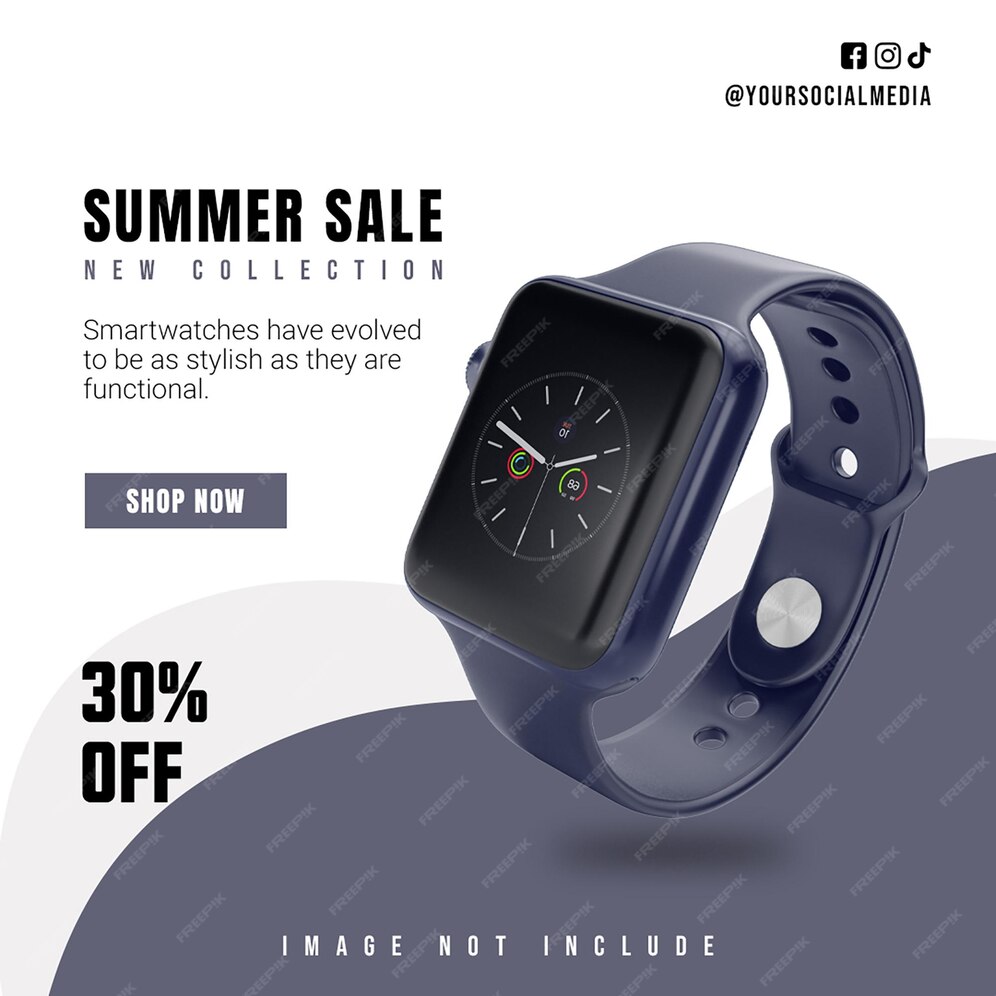 @YOURSOCIALMEDIA
SUMMER SALE
NEW COLLECTION
Smartwatches have evolved
to be as stylish as they are
functional.
SHOP NOW
30%
OFF
IMAGE NOT INCLUDE
FREEPIK